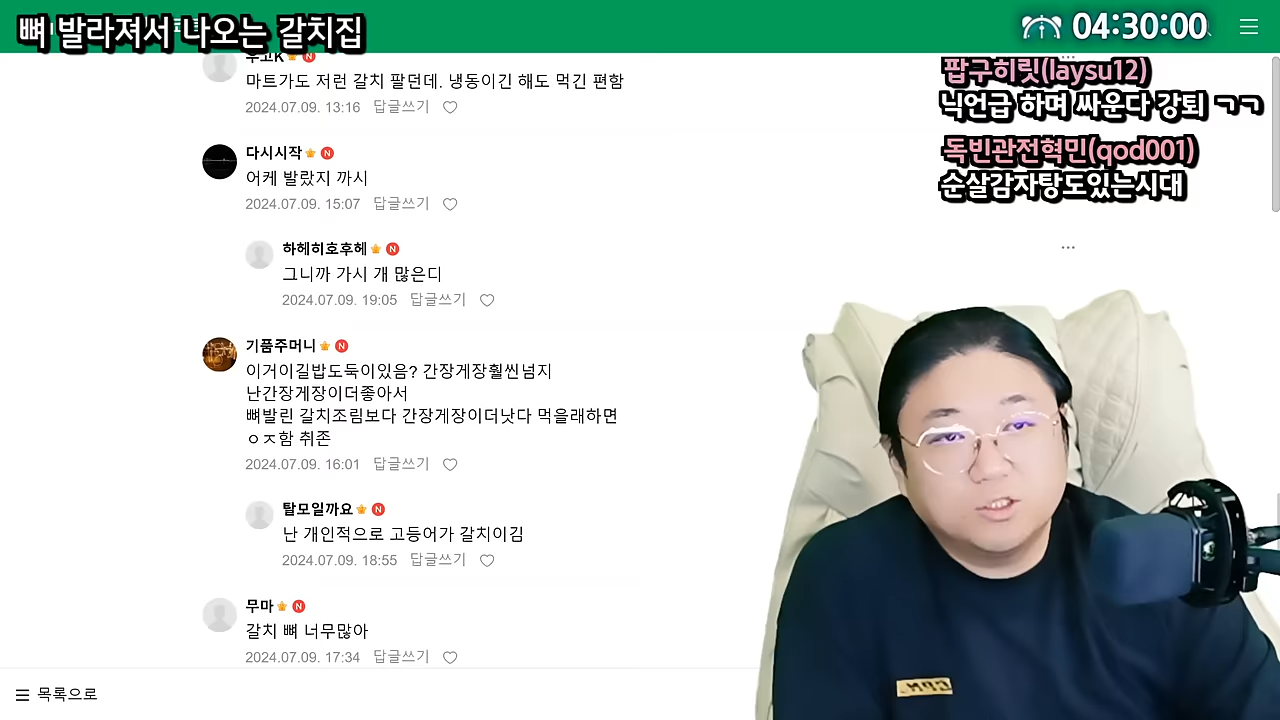 뼈 발라져서 나오는 갈치집
04:30:00
우고K
마트가도 저런 갈치 팔던데. 냉동이긴 해도 먹긴 편함
2024.07.09. 13:16 답글쓰기
다시시작
어케 발랐지 까시
2024.07.09. 15:07 답글쓰기
하헤히호후헤
그니까 가시 개 많은디
2024.07.09. 19:05 답글쓰기
기품주머니
이거이길밥도둑이있음? 간장게장훨씬넘지
난간장게장이더좋아서
뼈발린 갈치조림보다 간장게장이더낫다 먹을래하면
ㅇㅈ함 취존
2024.07.09. 16:01 답글쓰기
탈모일까요
난 개인적으로 고등어가 갈치이김
2024.07.09. 18:55 답글쓰기
무마
갈치 뼈 너무많아
2024.07.09. 17:34 답글쓰기
목록으로
팝구히릿(laysu12)
닉언급 하며 싸운다 강퇴 ㄱㄱ
독빈관전혁민(qod001)
순살감자탕도있는시대